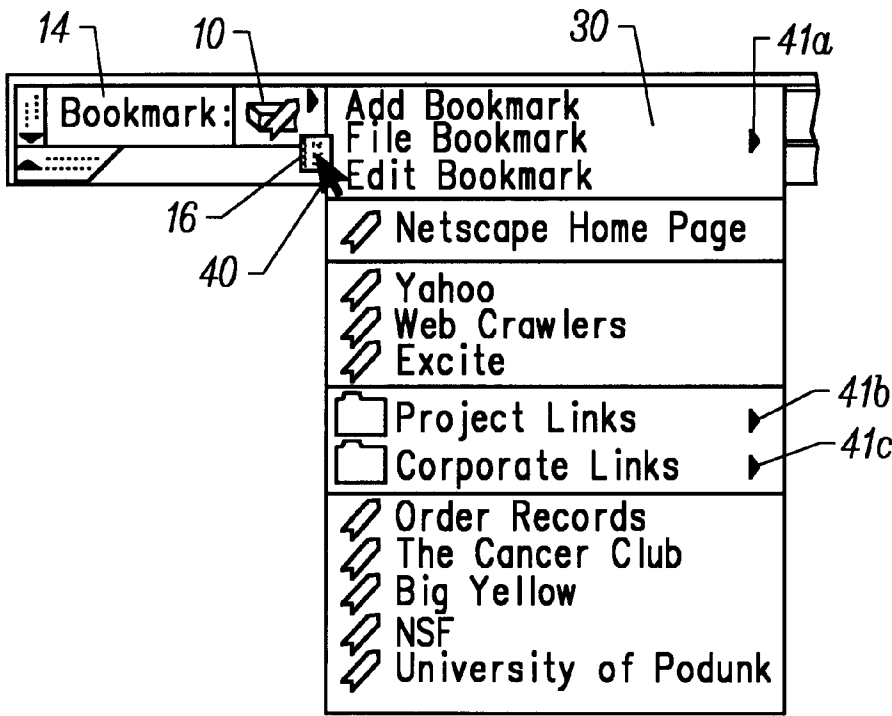 14
10
30
41a
Bookmark:
Add Bookmark
File Bookmark
Edit Bookmark
16
40
Netscape Home Page
Yahoo
Web Crawlers
Excite
Project Links
41b
Corporate Links
41c
Order Records
The Cancer Club
Big Yellow
NSF
University of Podunk